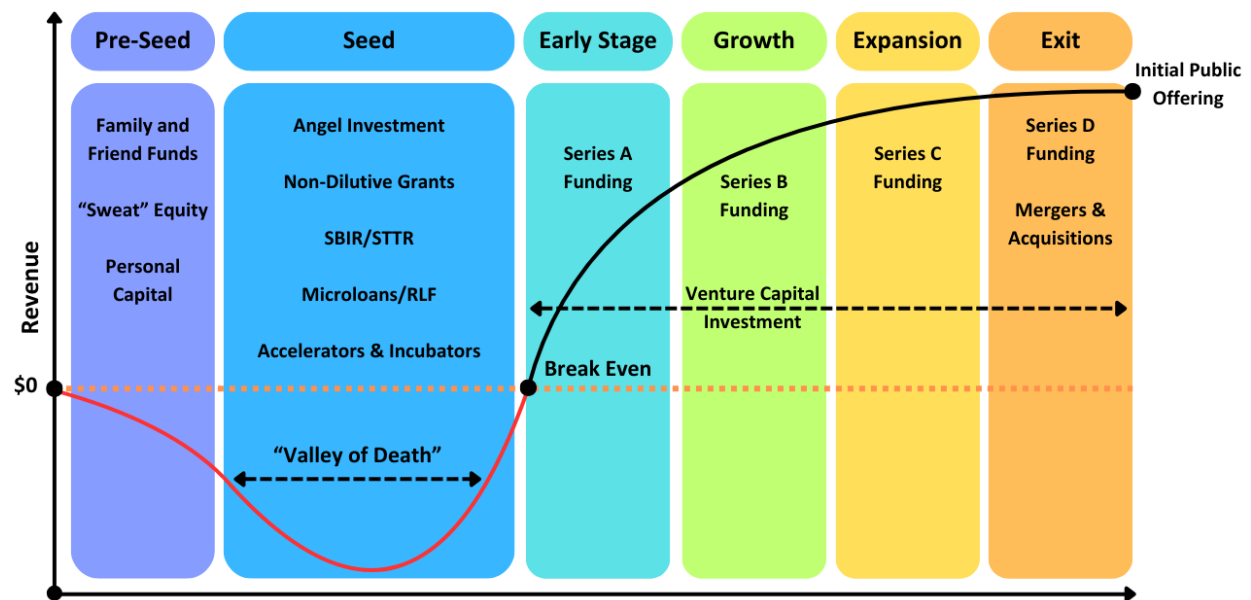 Pre-Seed
Seed
Early Stage
Growth
Expansion
Exit
Initial Public
Offering
Family and
Friend Funds
“Sweat” Equity
Personal
Capital
Angel Investment
Non-Dilutive Grants
SBIR/STTR
Microloans/RLF
Accelerators & Incubators
Series A
Funding
Series B
Funding
Series C
Funding
Series D
Funding
Mergers &
Acquisitions
Venture Capital
Investment
Revenue
$0
Break Even
“Valley of Death”